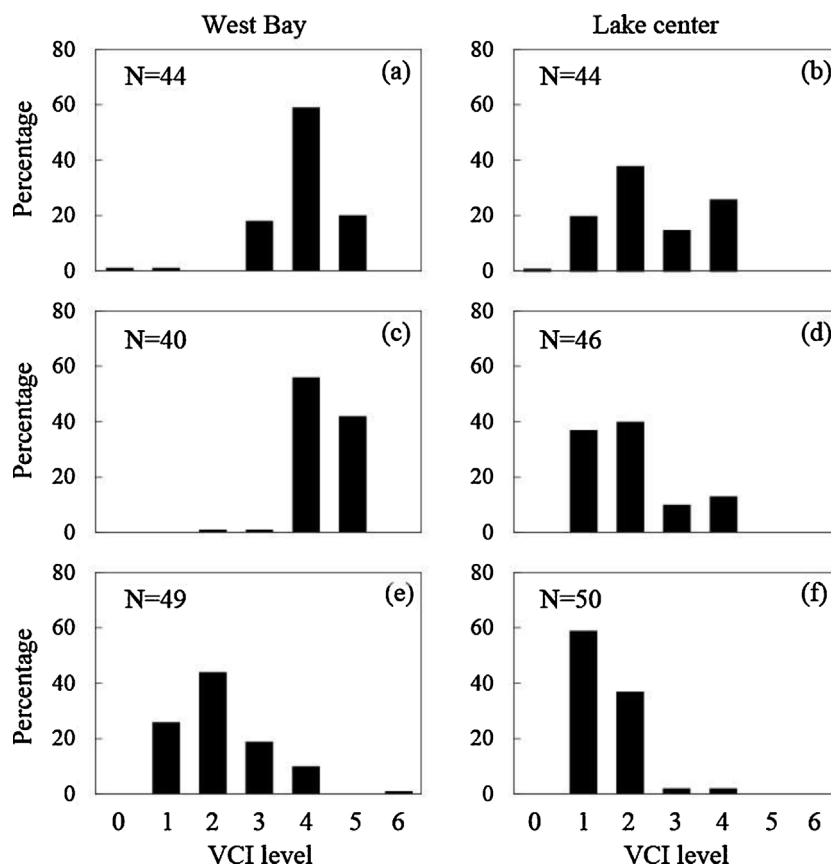 West Bay
Lake center
80
N=44
(a)
60
40
20
0
Percentage
80
N=44
(b)
60
40
20
0
80
N=40
(c)
60
40
20
0
Percentage
80
N=46
(d)
60
40
20
0
80
N=49
(e)
60
40
20
0
Percentage
0 1 2 3 4 5 6
VCI level
80
N=50
(f)
60
40
20
0
0 1 2 3 4 5 6
VCI level